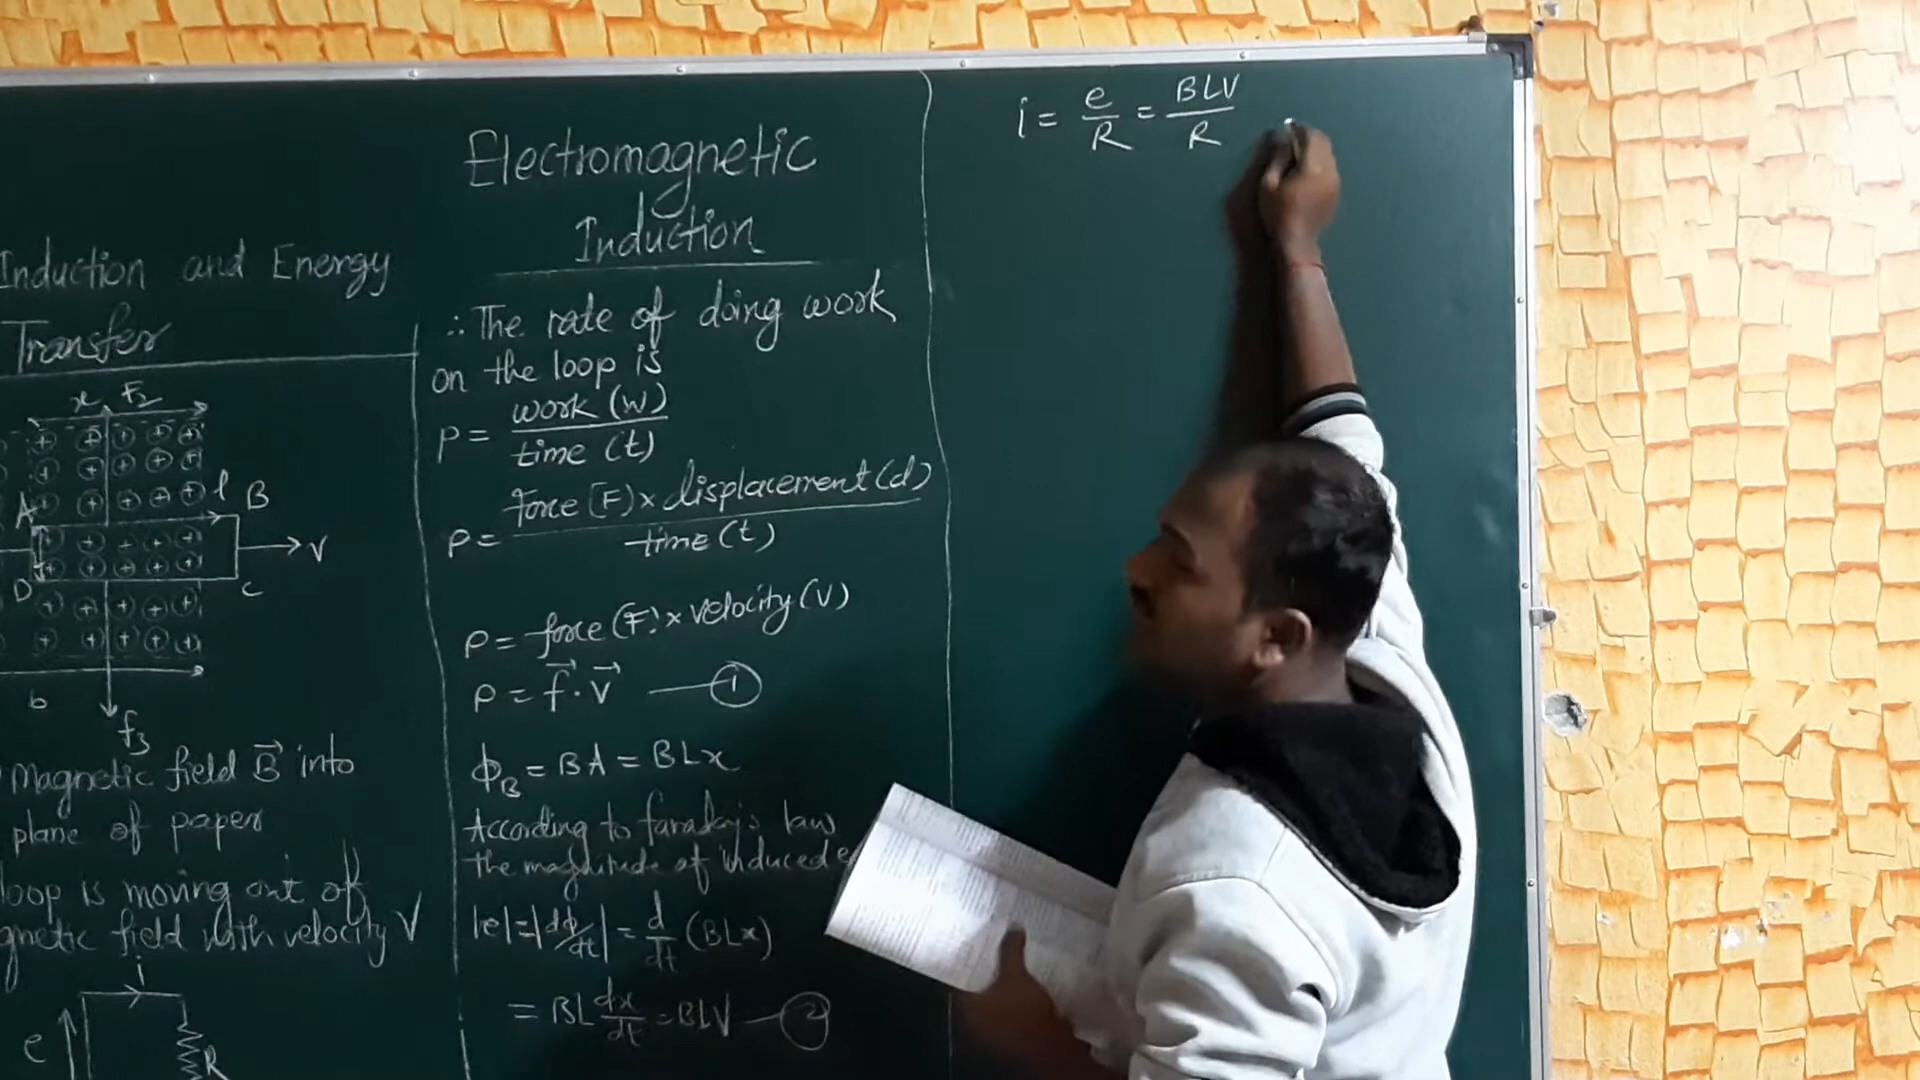 Induction and Energy
Transfer
x F2
A
l B
V
D
C
b
f3
Magnetic field B⃗ into
plane of paper
loop is moving out of
gnetic field with velocity V
i
e
R
Electromagnetic
Induction
∴ The rate of doing work
on the loop is
P = work (W) / time (t)
P = force (F) × displacement (d) / time (t)
P = force (F) × velocity (V)
P = f⃗ . v⃗ — ①
ϕB = BA = BLx
According to faraday's law
the magnitude of induced e
|e| = |dϕ/dt| = d/dt (BLx)
= BL dx/dt = BLV — ②
i = e/R = BLV/R